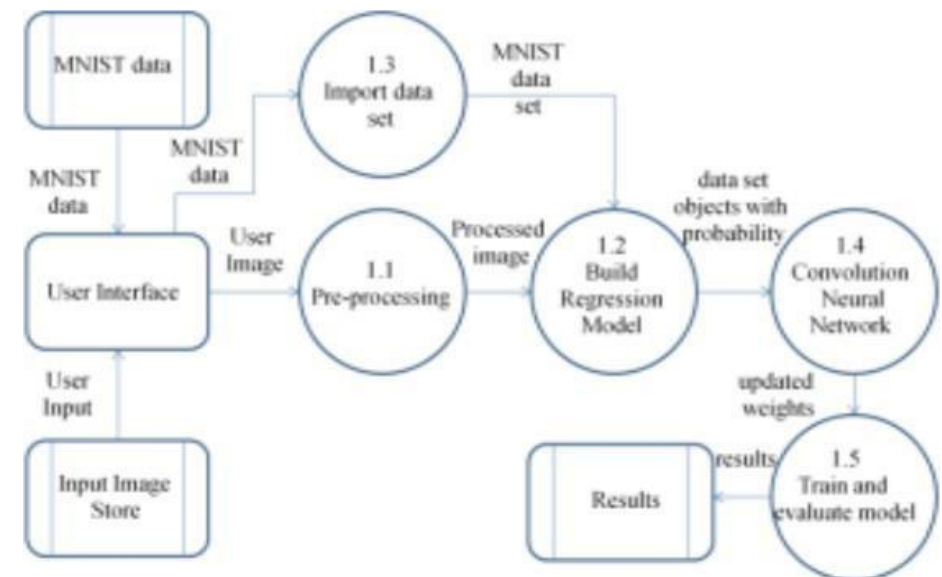 MNIST data
1.3
Import data
set
MNIST
data
set
MNIST
data
MNIST
data
User Interface
User
Image
1.1
Pre-processing
Processed
image
1.2
Build
Regression
Model
data set
objects with
probability
1.4
Convolution
Neural
Network
User
Input
Input Image
Store
updated
weights
1.5
Train and
evaluate model
results
Results